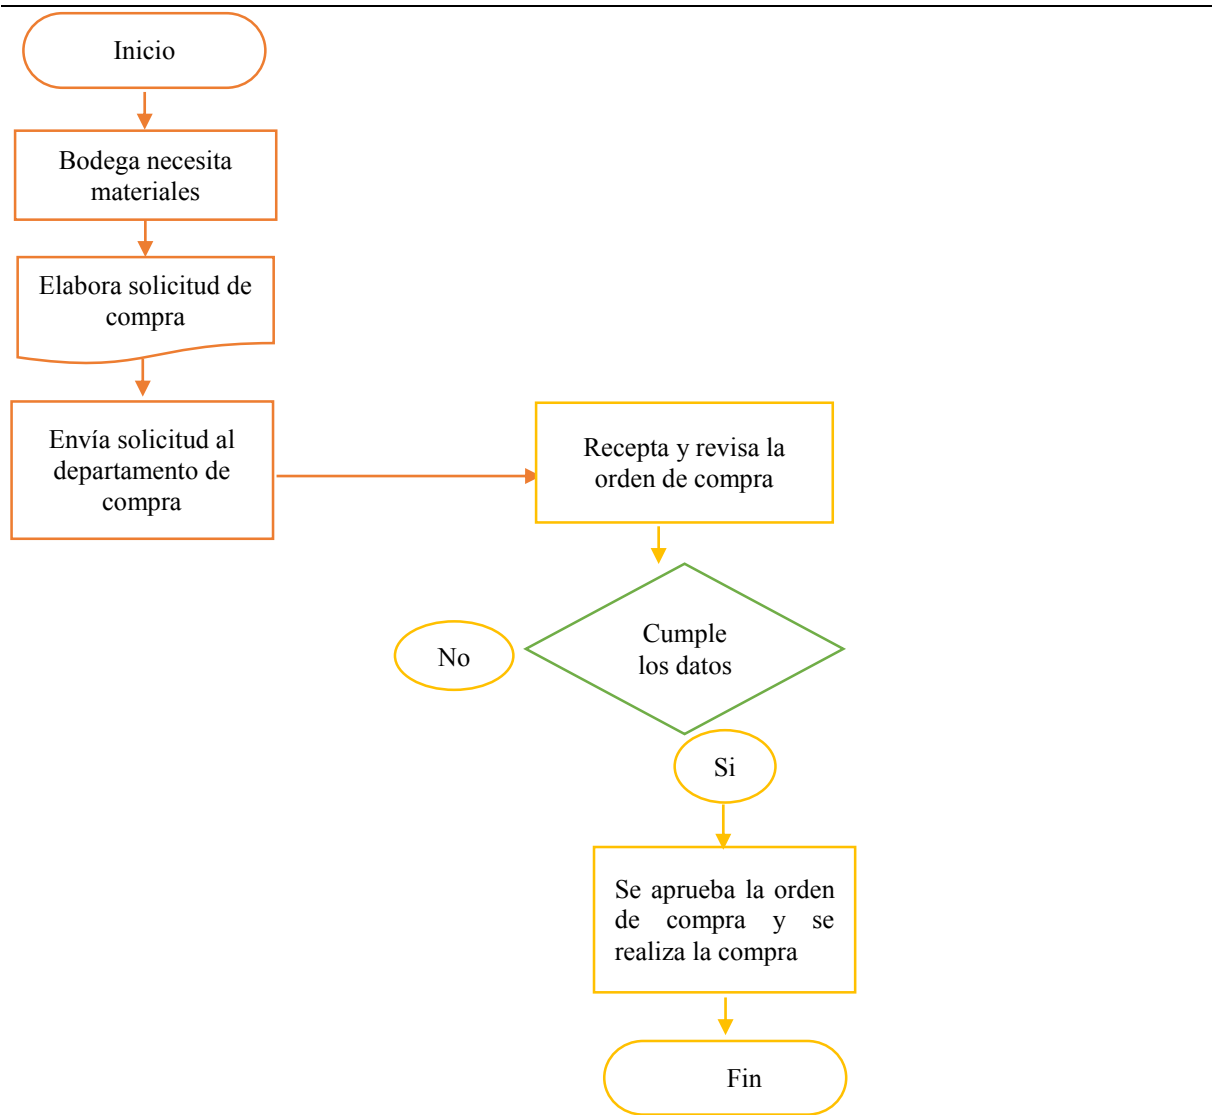 Inicio
Bodega necesita
materiales
Elabora solicitud de
compra
Envía solicitud al
departamento de
compra
Recepta y revisa la
orden de compra
Cumple
los datos
No
Si
Se aprueba la orden
de compra y se
realiza la compra
Fin